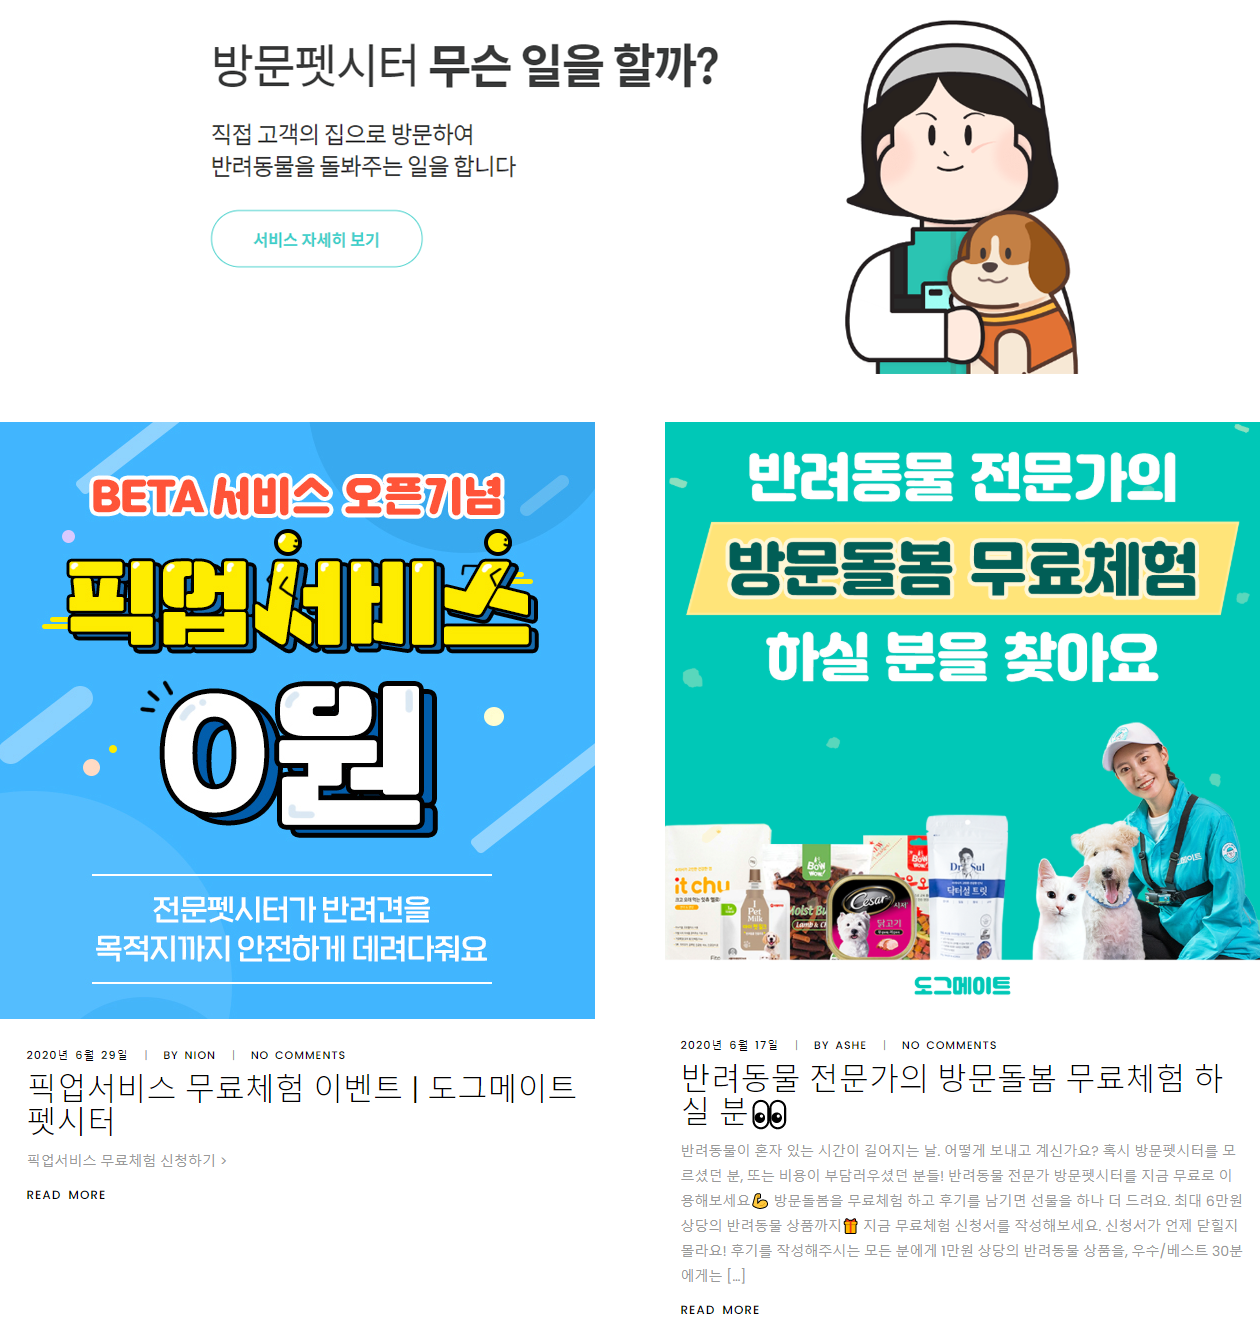 방문펫시터 무슨 일을 할까?
직접 고객의 집으로 방문하여
반려동물을 돌봐주는 일을 합니다
서비스 자세히 보기
BETA 서비스 오픈기념
픽업서비스
0원
전문펫시터가 반려견을
목적지까지 안전하게 데려다줘요
2020년 6월 29일 | BY NION | NO COMMENTS
픽업서비스 무료체험 이벤트 | 도그메이트
펫시터
픽업서비스 무료체험 신청하기 >
READ MORE
반려동물 전문가의
방문돌봄 무료체험
하실 분을 찾아요
it chu
Pet
Milk
BOW
WOW!
BOW
Lamb &
Cesar
시저
닭고기
Dr. Sul
닥터설 트릿
도그메이트
2020년 6월 17일 | BY ASHE | NO COMMENTS
반려동물 전문가의 방문돌봄 무료체험 하
실 분👀
반려동물이 혼자 있는 시간이 길어지는 날. 어떻게 보내고 계신가요? 혹시 방문펫시터를 모
르셨던 분, 또는 비용이 부담러우셨던 분들! 반려동물 전문가 방문펫시터를 지금 무료로 이
용해보세요💪 방문돌봄을 무료체험 하고 후기를 남기면 선물을 하나 더 드려요. 최대 6만원
상당의 반려동물 상품까지🎁 지금 무료체험 신청서를 작성해보세요. 신청서가 언제 닫힐지
몰라요! 후기를 작성해주시는 모든 분에게 1만원 상당의 반려동물 상품을, 우수/베스트 30분
에게는 […]
READ MORE